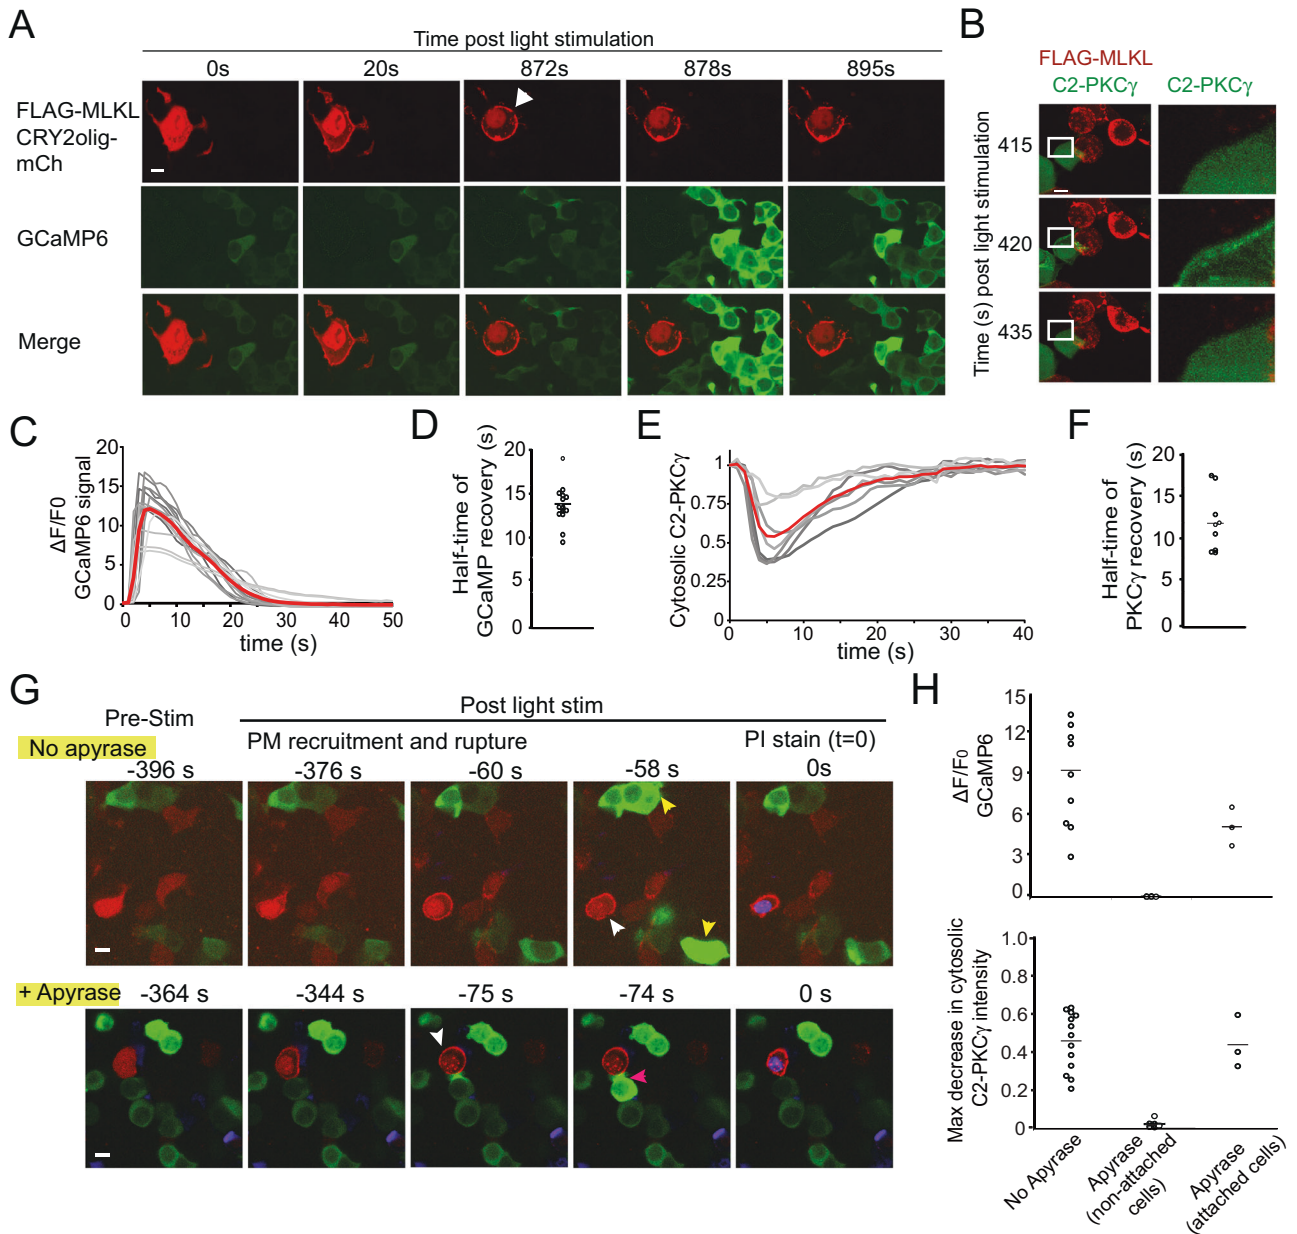 A
Time post light stimulation
0s 20s 872s 878s 895s
FLAG-MLKL
CRY2olig-
mCh
GCaMP6
Merge
B
FLAG-MLKL
C2-PKCγ C2-PKCγ
Time (s) post light stimulation
415
420
435
C
ΔF/F0
GCaMP6 signal
20
15
10
5
0
0 10 20 30 40 50
time (s)
D
Half-time of
GCaMP recovery (s)
20
15
10
5
0
E
Cytosolic C2-PKCγ
1
0.75
0.5
0.25
0
0 10 20 30 40
time (s)
F
Half-time of
PKCγ recovery (s)
20
15
10
5
0
G
Pre-Stim
Post light stim
No apyrase
PM recruitment and rupture
PI stain (t=0)
-396 s -376 s -60 s -58 s 0s
+ Apyrase
-364 s -344 s -75 s -74 s 0 s
H
ΔF/F0
GCaMP6
15
12
9
6
3
0
Max decrease in cytosolic
C2-PKCγ intensity
1.0
0.8
0.6
0.4
0.2
0
No Apyrase
Apyrase
(non-attached
cells)
Apyrase
(attached cells)